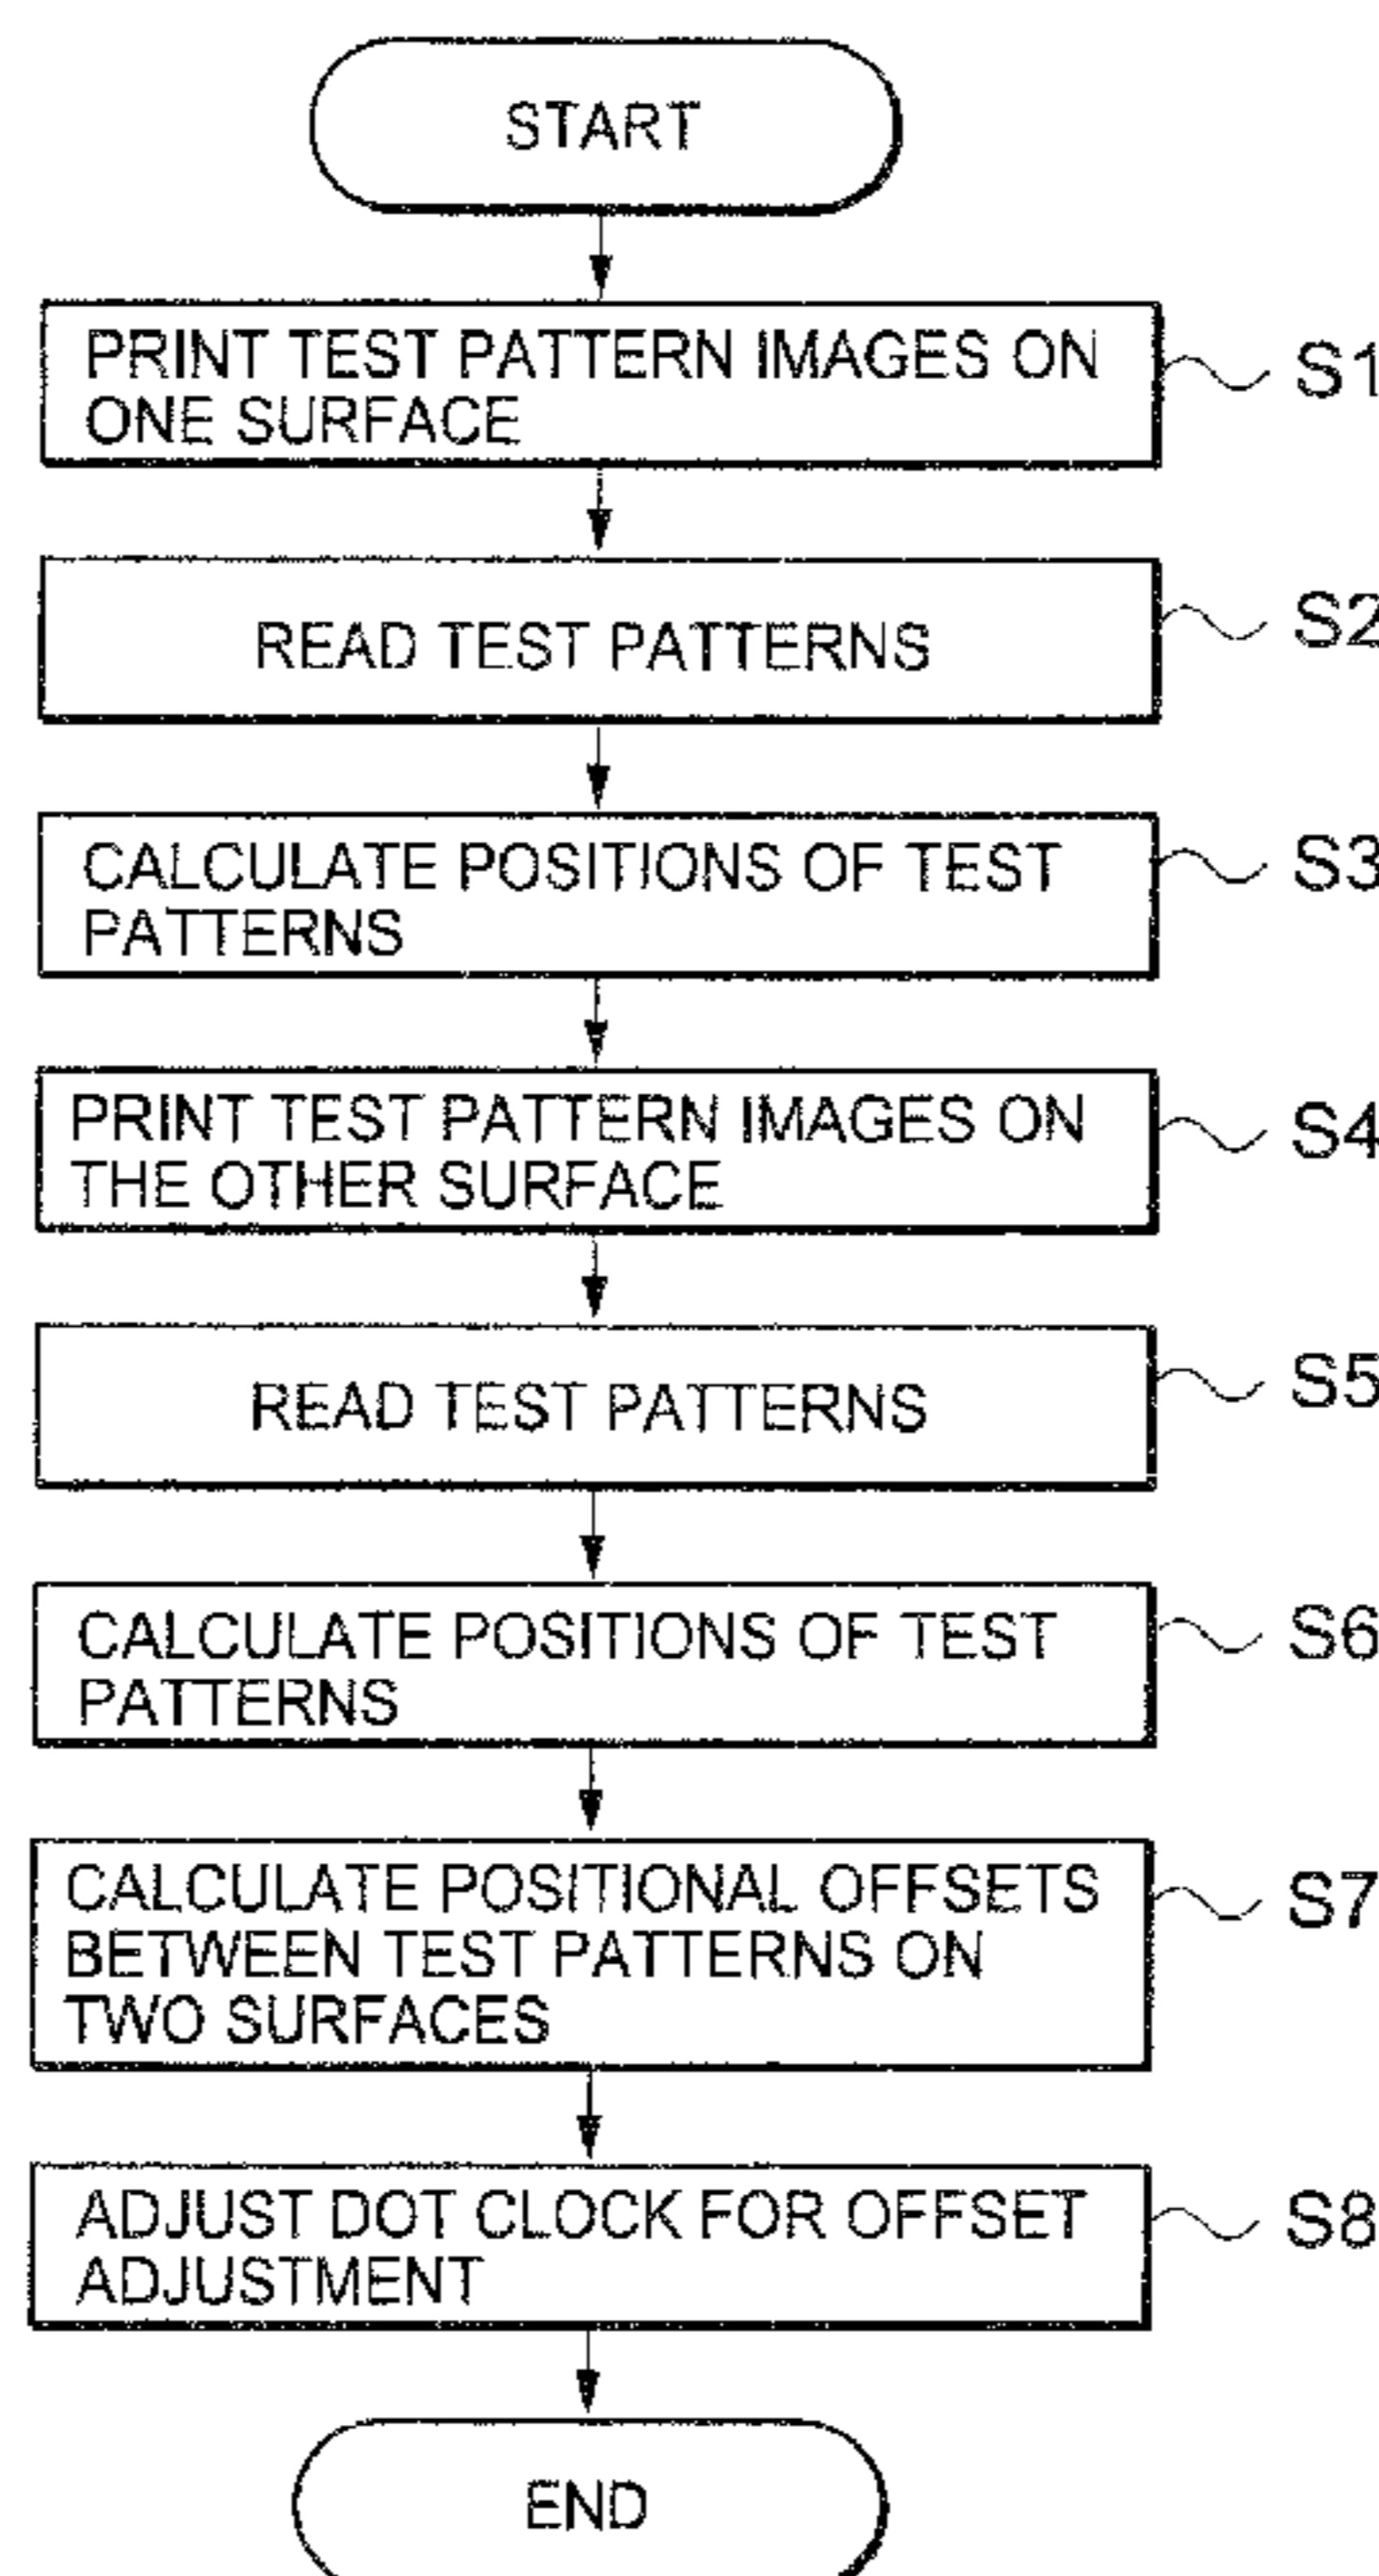 START
PRINT TEST PATTERN IMAGES ON
ONE SURFACE
S1
READ TEST PATTERNS
S2
CALCULATE POSITIONS OF TEST
PATTERNS
S3
PRINT TEST PATTERN IMAGES ON
THE OTHER SURFACE
S4
READ TEST PATTERNS
S5
CALCULATE POSITIONS OF TEST
PATTERNS
S6
CALCULATE POSITIONAL OFFSETS
BETWEEN TEST PATTERNS ON
TWO SURFACES
S7
ADJUST DOT CLOCK FOR OFFSET
ADJUSTMENT
S8
END